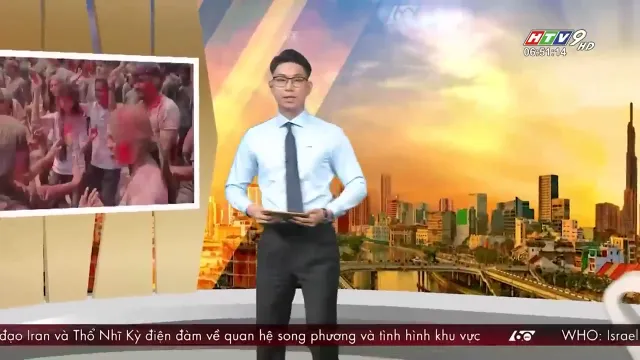 HTV9 HD
06:51:14
đạo Iran và Thổ Nhĩ Kỳ điện đàm về quan hệ song phương và tình hình khu vực 60 WHO: Israel